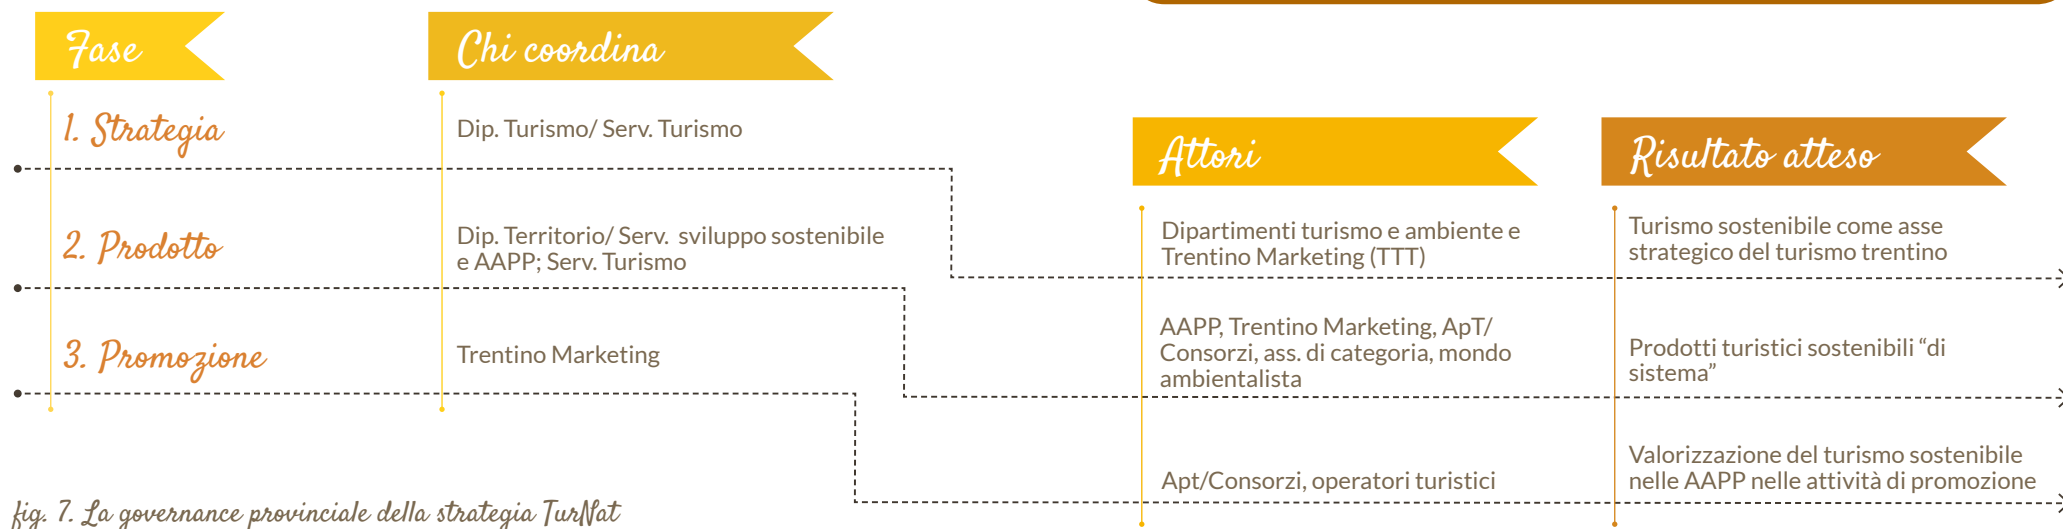 Fase
Chi coordina
1. Strategia
Dip. Turismo/ Serv. Turismo
Attori
Risultato atteso
2. Prodotto
Dip. Territorio/ Serv. sviluppo sostenibile
e AAPP; Serv. Turismo
Dipartimenti turismo e ambiente e
Trentino Marketing (TTT)
Turismo sostenibile come asse
strategico del turismo trentino
3. Promozione
Trentino Marketing
AAPP, Trentino Marketing, ApT/
Consorzi, ass. di categoria, mondo
ambientalista
Prodotti turistici sostenibili “di
sistema”
Apt/Consorzi, operatori turistici
Valorizzazione del turismo sostenibile
nelle AAPP nelle attività di promozione
fig. 7. La governance provinciale della strategia TurNat